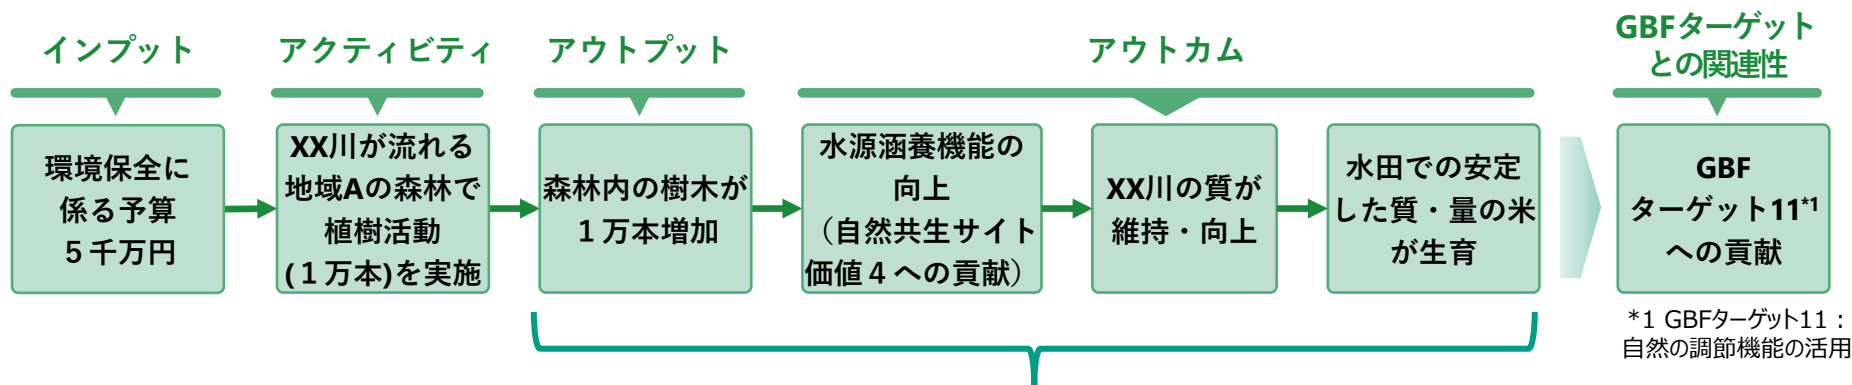 インプット
アクティビティ
アウトプット
アウトカム
GBFターゲット
との関連性
環境保全に
係る予算
５千万円
XX川が流れる
地域Aの森林で
植樹活動
(１万本)を実施
森林内の樹木が
１万本増加
水源涵養機能の
向上
（自然共生サイト
価値４への貢献）
XX川の質が
維持・向上
水田での安定
した質・量の米
が生育
GBF
ターゲット11*1
への貢献
*1 GBFターゲット11：
自然の調節機能の活用